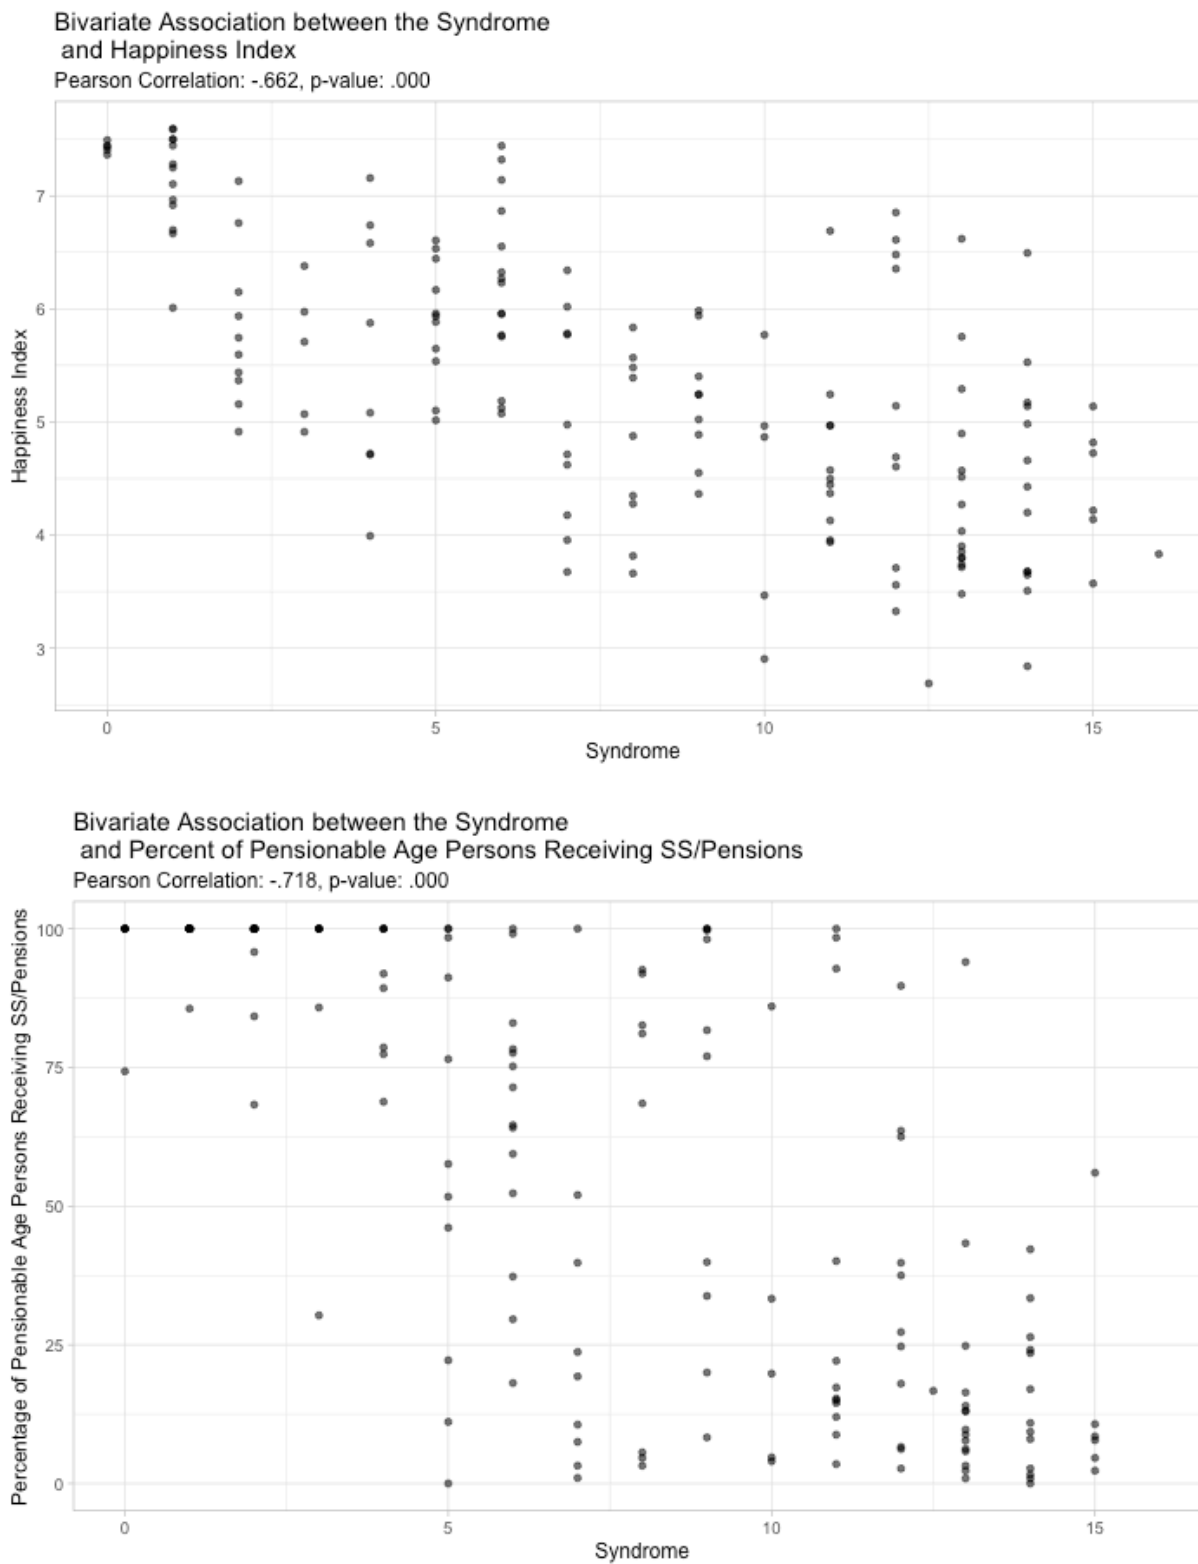 Bivariate Association between the Syndrome
and Happiness Index
Pearson Correlation: -.662, p-value: .000
Happiness Index
7
6
5
4
3
0
5
10
15
Syndrome
Bivariate Association between the Syndrome
and Percent of Pensionable Age Persons Receiving SS/Pensions
Pearson Correlation: -.718, p-value: .000
Percentage of Pensionable Age Persons Receiving SS/Pensions
100
75
50
25
0
0
5
10
15
Syndrome